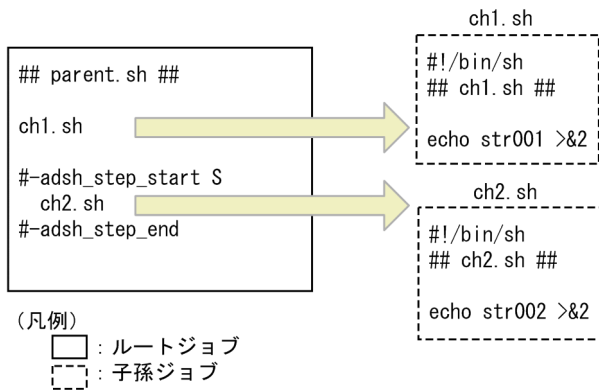 ## parent.sh ##
ch1.sh
#-adsh_step_start S
ch2.sh
#-adsh_step_end
ch1.sh
#!/bin/sh
## ch1.sh ##
echo str001 >&2
ch2.sh
#!/bin/sh
## ch2.sh ##
echo str002 >&2
(凡例)
: ルートジョブ
: 子孫ジョブ